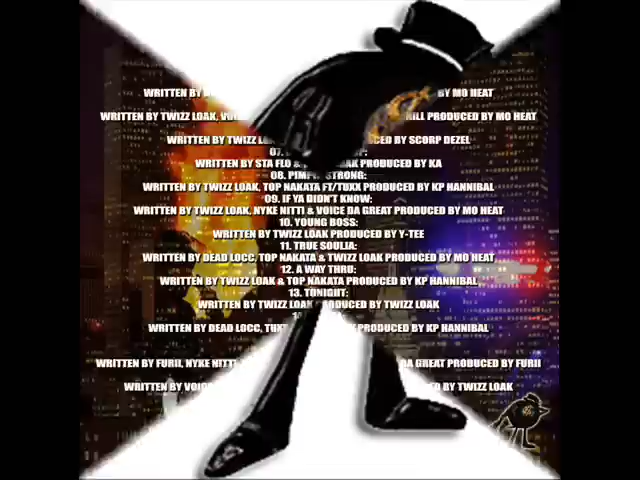 WRITTEN BY BY MO HEAT
WRITTEN BY TWIZZ LOAK, PRODUCED BY MO HEAT
WRITTEN BY TWIZZ BY SCORP DEZEL
07.
WRITTEN BY STA FLO & PRODUCED BY KA
08. STRONG:
WRITTEN BY TWIZZ LOAK, TOP NAKATA FT/TUXX PRODUCED BY KP HANNIBAL
09. IF YA DIDN'T KNOW:
WRITTEN BY TWIZZ LOAK, NYKE NITTI & VOICE DA GREAT PRODUCED BY MO HEAT
10. YOUNG BOSS:
WRITTEN BY TWIZZ LOAK PRODUCED BY Y-TEE
11. TRUE SOULIA:
WRITTEN BY DEAD LOCC, TOP NAKATA & TWIZZ LOAK PRODUCED BY MO HEAT
12. A WAY THRU:
WRITTEN BY TWIZZ LOAK & TOP NAKATA PRODUCED BY KP HANNIBAL
13. TONIGHT:
WRITTEN BY TWIZZ LOAK PRODUCED BY TWIZZ LOAK
WRITTEN BY DEAD LOCC, PRODUCED BY KP HANNIBAL
WRITTEN BY FURII, NYKE NITTI DA GREAT PRODUCED BY FURII
WRITTEN BY BY TWIZZ LOAK